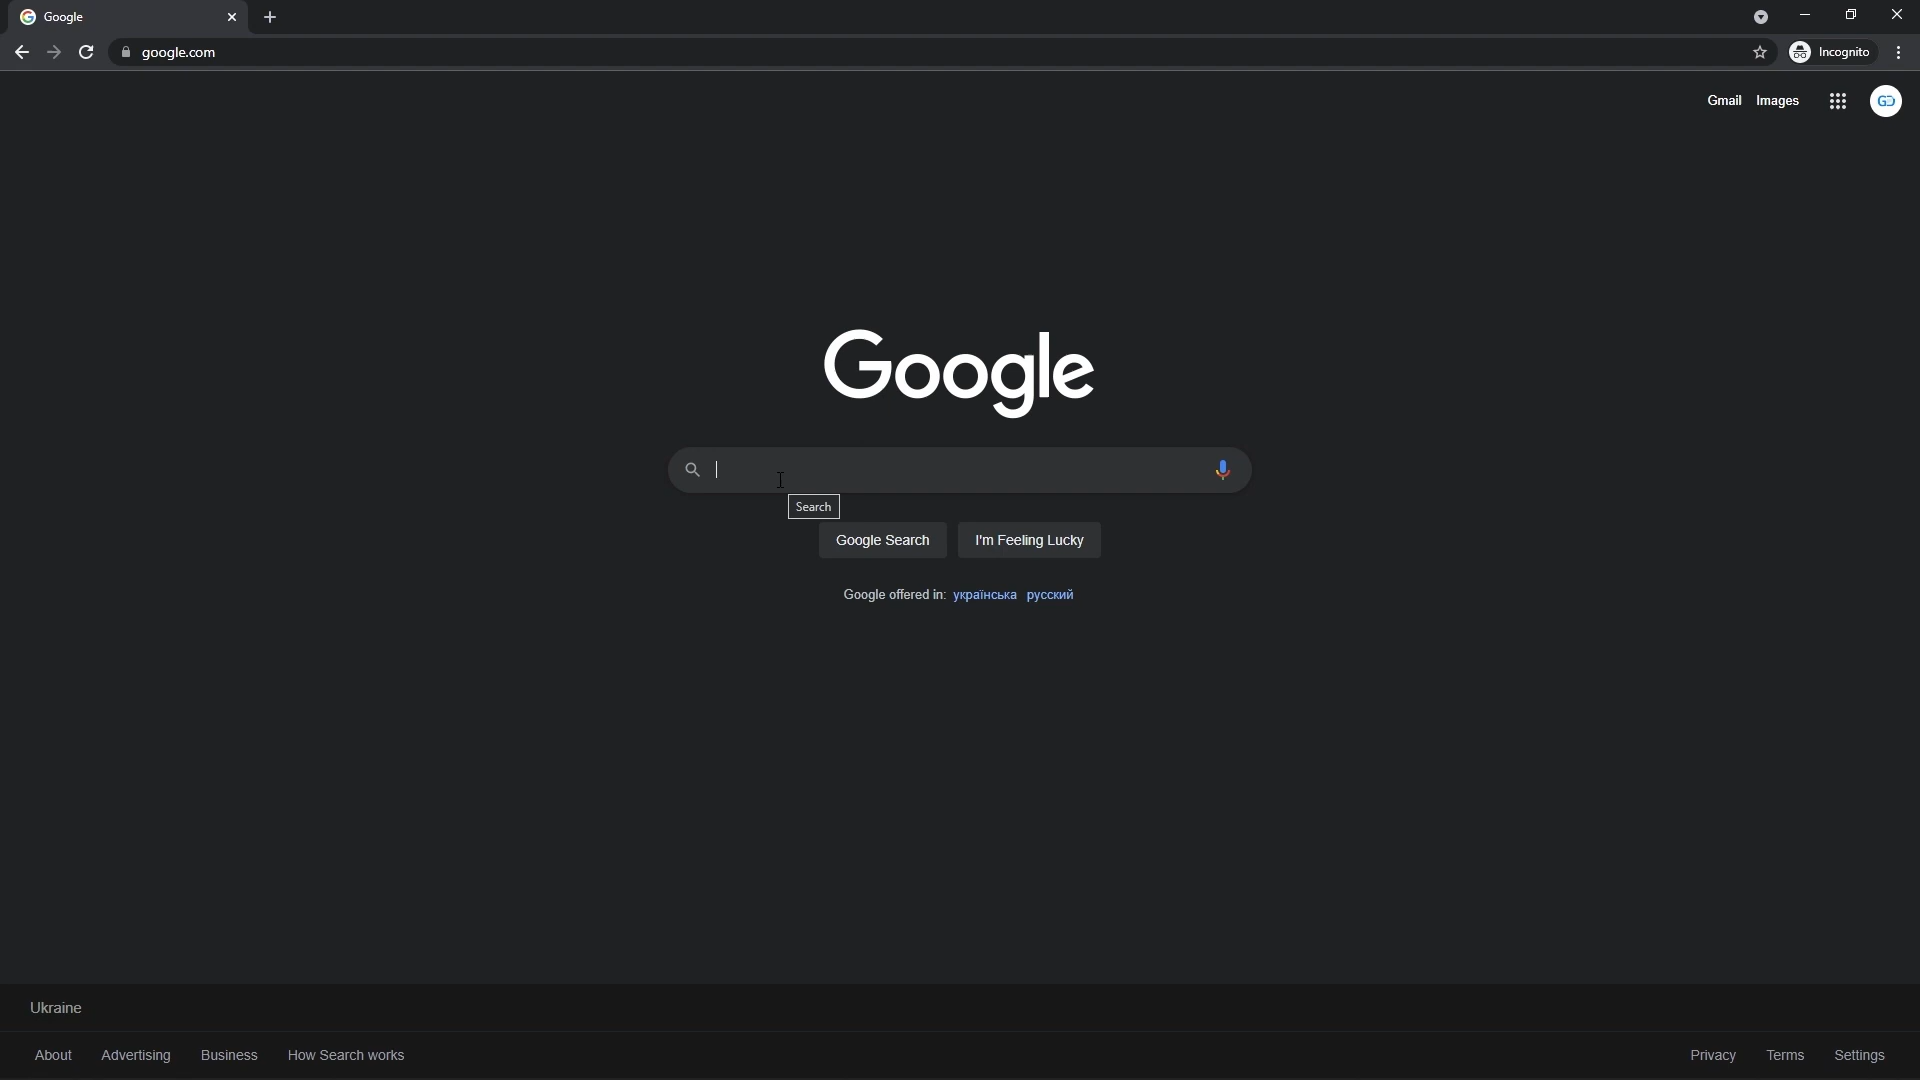 Google
google.com
Incognito
Gmail Images
GD
Google
Search
Google Search I'm Feeling Lucky
Google offered in: українська русский
Ukraine
About Advertising Business How Search works Privacy Terms Settings